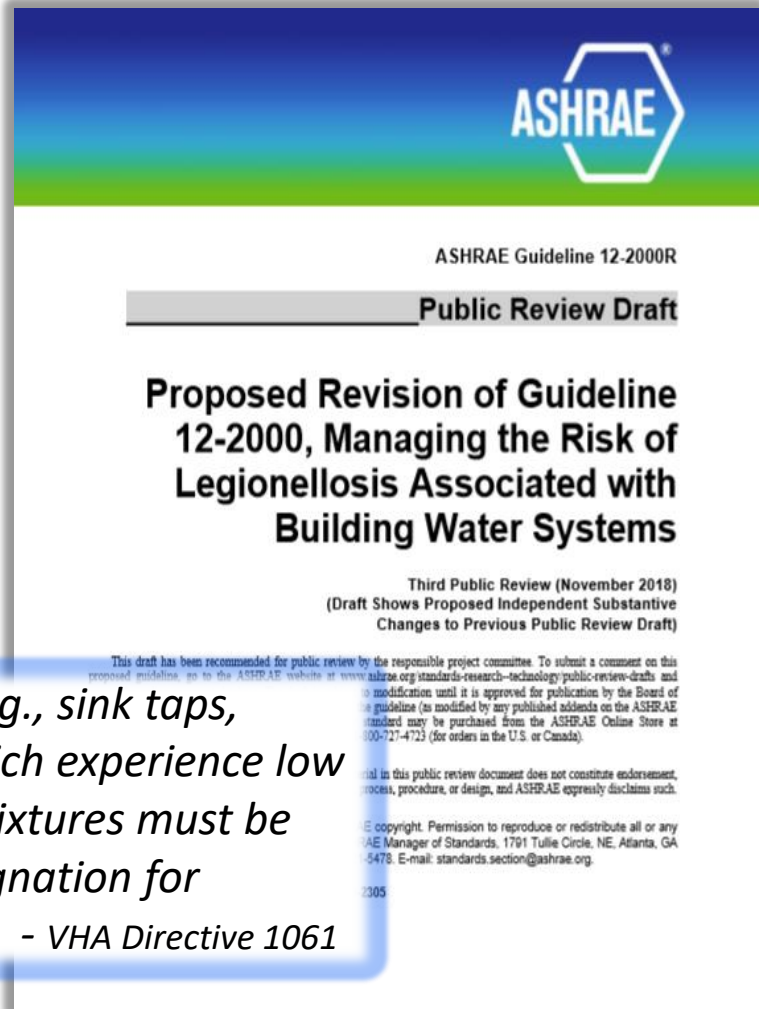 ASHRAE
ASHRAE Guideline 12-2000R
Public Review Draft
Proposed Revision of Guideline
12-2000, Managing the Risk of
Legionellosis Associated with
Building Water Systems
Third Public Review (November 2018)
(Draft Shows Proposed Independent Substantive
Changes to Previous Public Review Draft)
This draft has been recommended for public review by the responsible project committee. To submit a comment on this
proposed guideline, go to the ASHRAE website at www.ashrae.org/standards-research--technology/public-review-drafts and
modification until it is approved for publication by the Board of
guideline (as modified by any published addenda on the ASHRAE
standard may be purchased from the ASHRAE Online Store at
800-727-4723 (for orders in the U.S. or Canada).
in this public review document does not constitute endorsement,
process, procedure, or design, and ASHRAE expressly disclaims such.
copyright. Permission to reproduce or redistribute all or any
Manager of Standards, 1791 Tullie Circle, NE, Atlanta, GA
-5478. E-mail: standards.section@ashrae.org.
2305
g., sink taps,
ich experience low
ixtures must be
gnation for
- VHA Directive 1061